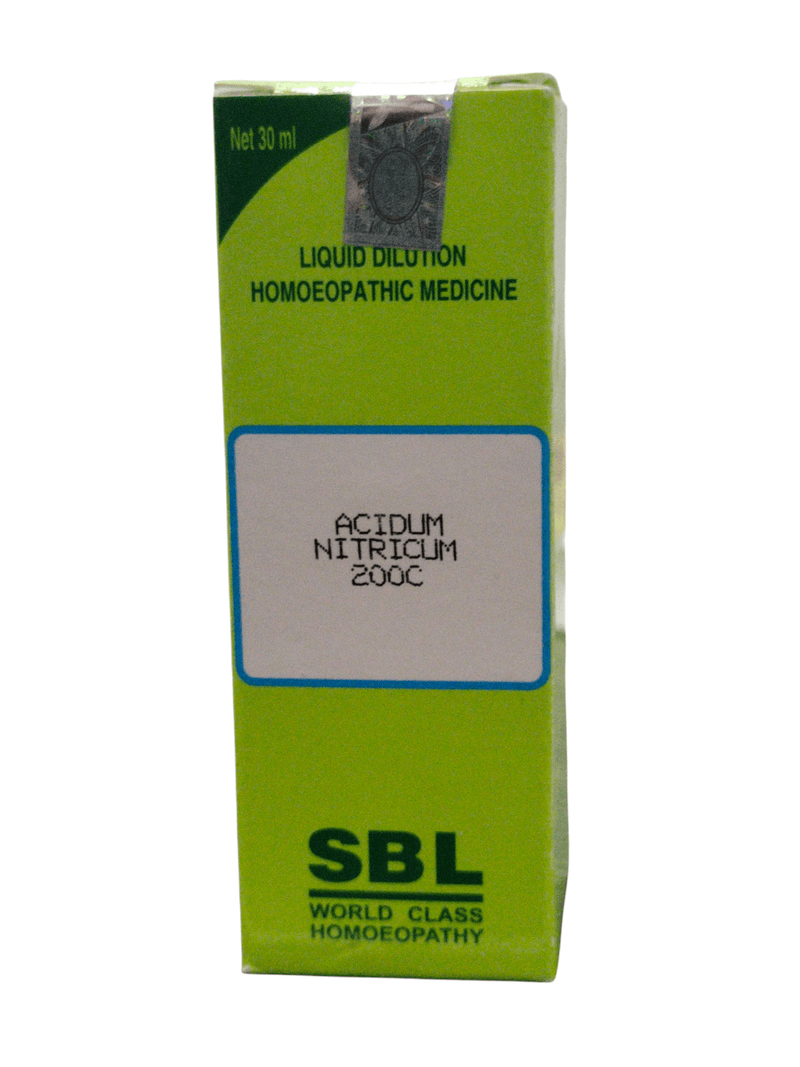 Net 30 ml
LIQUID DILUTION
HOMOEOPATHIC MEDICINE
ACIDUM
NITRICUM
200C
SBL
WORLD CLASS
HOMOEOPATHY